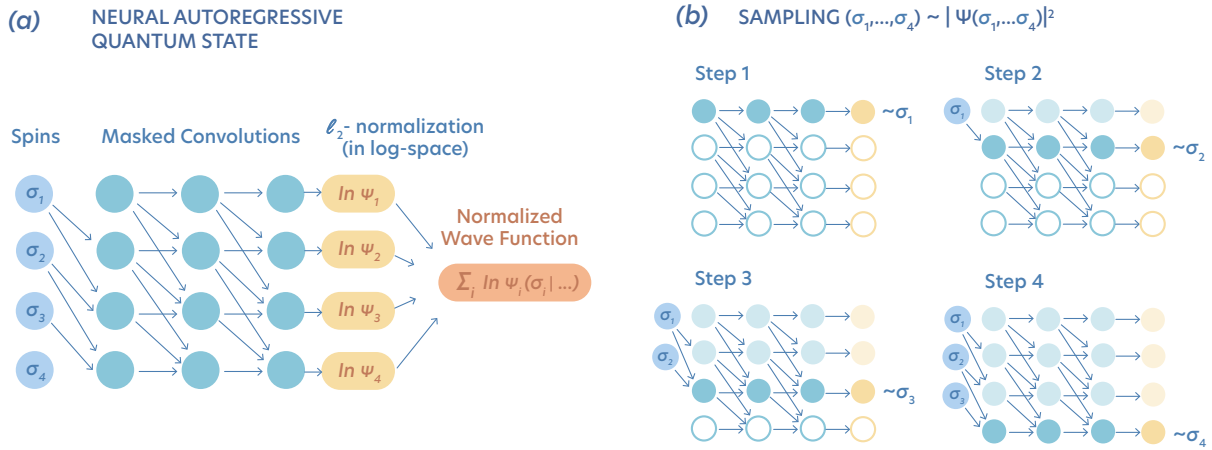 (a) NEURAL AUTOREGRESSIVE
QUANTUM STATE
Spins
Masked Convolutions
ℓ₂- normalization
(in log-space)
σ₁
σ₂
σ₃
σ₄
ln Ψ₁
ln Ψ₂
ln Ψ₃
ln Ψ₄
Normalized
Wave Function
Σᵢ ln Ψᵢ(σᵢ|...)
(b) SAMPLING (σ₁,...,σ₄) ~ | Ψ(σ₁,...σ₄)|²
Step 1
~σ₁
Step 2
σ₁
~σ₂
Step 3
σ₁
σ₂
~σ₃
Step 4
σ₁
σ₂
σ₃
~σ₄